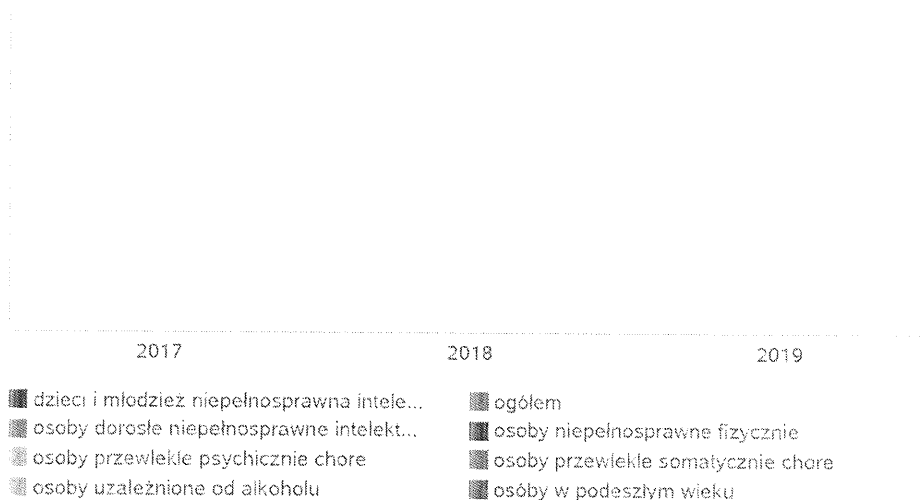 2017 2018 2019
dzieci i młodzież niepełnosprawna intele... ogółem
osoby dorosłe niepełnosprawne intelekt... osoby niepełnosprawne fizycznie
osoby przewlekle psychicznie chore osoby przewlekle somatycznie chore
osoby uzależnione od alkoholu osoby w podeszłym wieku